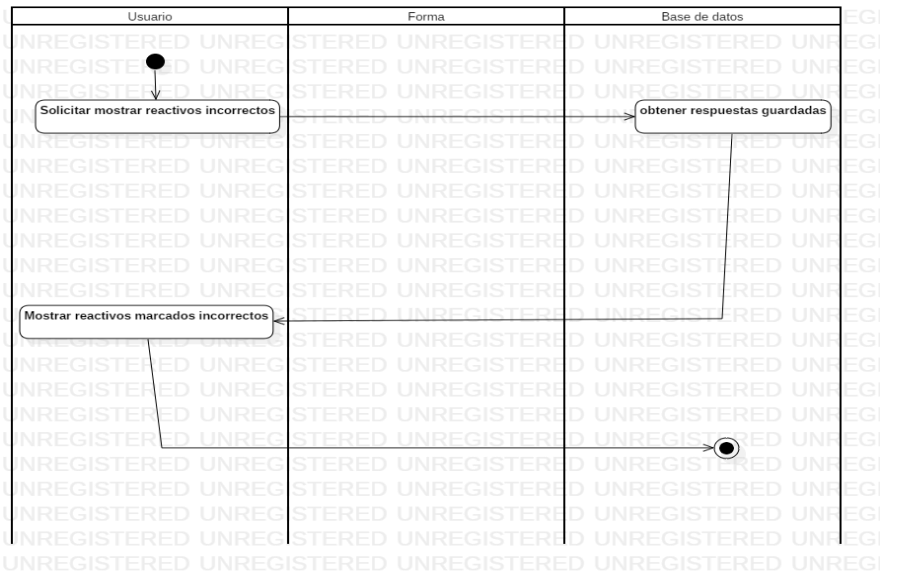 Usuario
Forma
Base de datos
Solicitar mostrar reactivos incorrectos
obtener respuestas guardadas
Mostrar reactivos marcados incorrectos
UNREGISTERED UNREGISTERED UNREGISTERED UNREGISTERED UNREGI